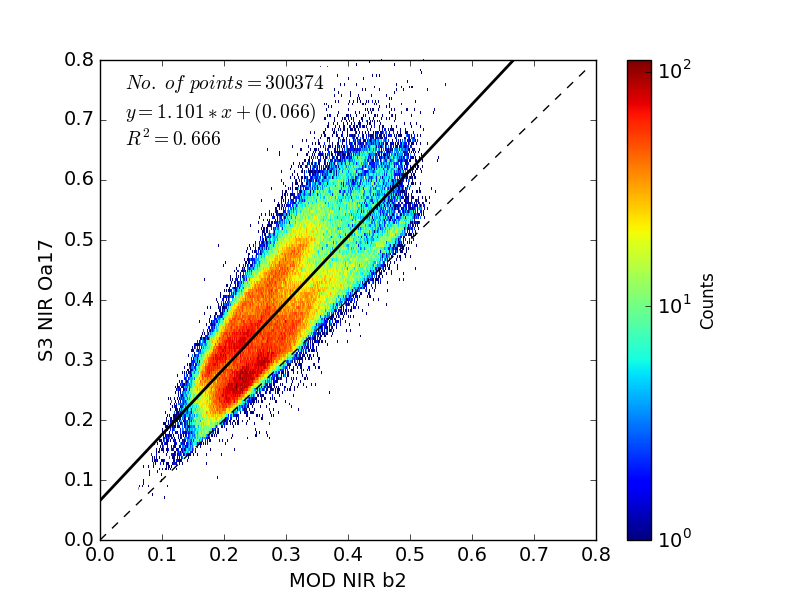 No. of points = 300374
y = 1.101 ∗ x + (0.066)
R² = 0.666
0.8
0.7
0.6
0.5
0.4
0.3
0.2
0.1
0.0
S3 NIR Oa17
0.0 0.1 0.2 0.3 0.4 0.5 0.6 0.7 0.8
MOD NIR b2
10²
10¹
10⁰
Counts